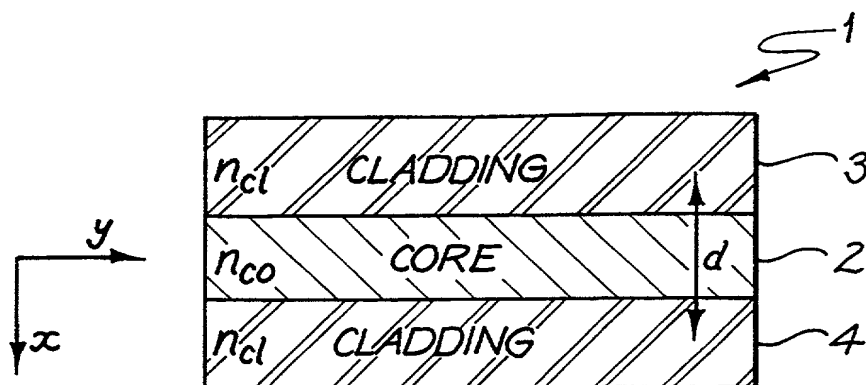 1
n_cl CLADDING 3
y
n_co CORE d 2
x
n_cl CLADDING 4